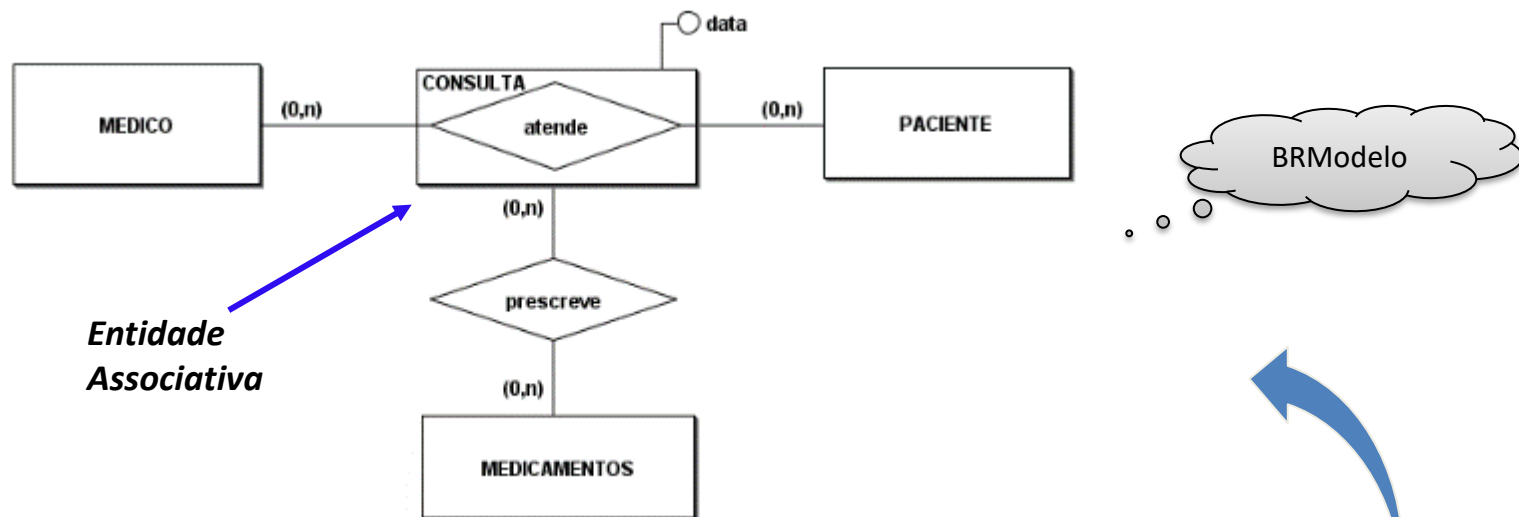 data
CONSULTA
MEDICO
(0,n)
atende
(0,n)
PACIENTE
BRModelo
(0,n)
prescreve
Entidade
Associativa
(0,n)
MEDICAMENTOS